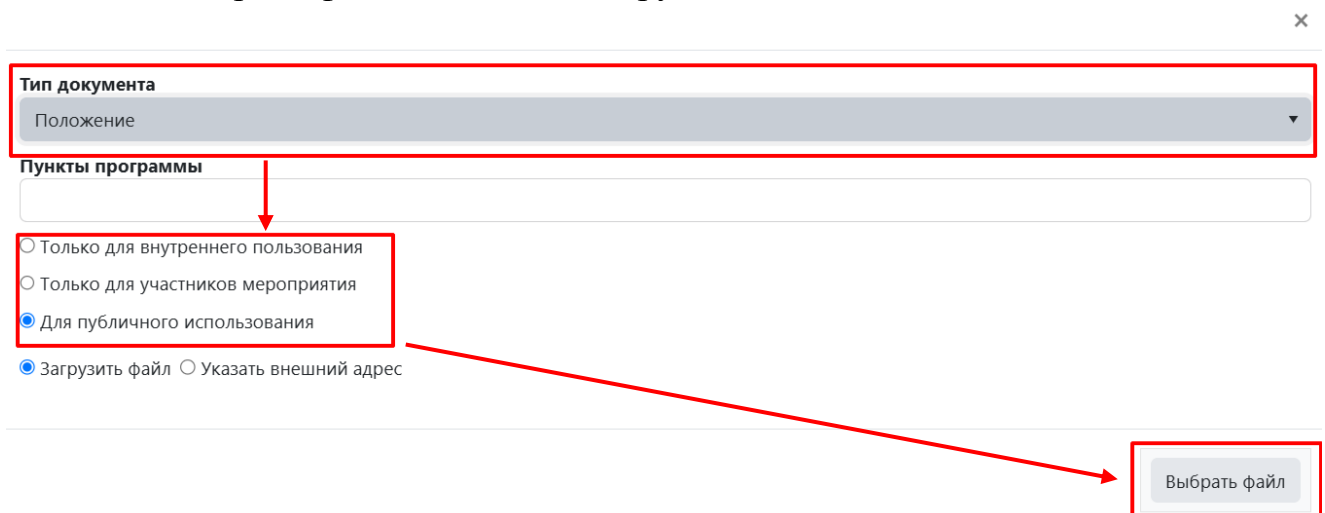 ×
Тип документа
Положение
Пункты программы
Только для внутреннего пользования
Только для участников мероприятия
Для публичного использования
Загрузить файл Указать внешний адрес
Выбрать файл